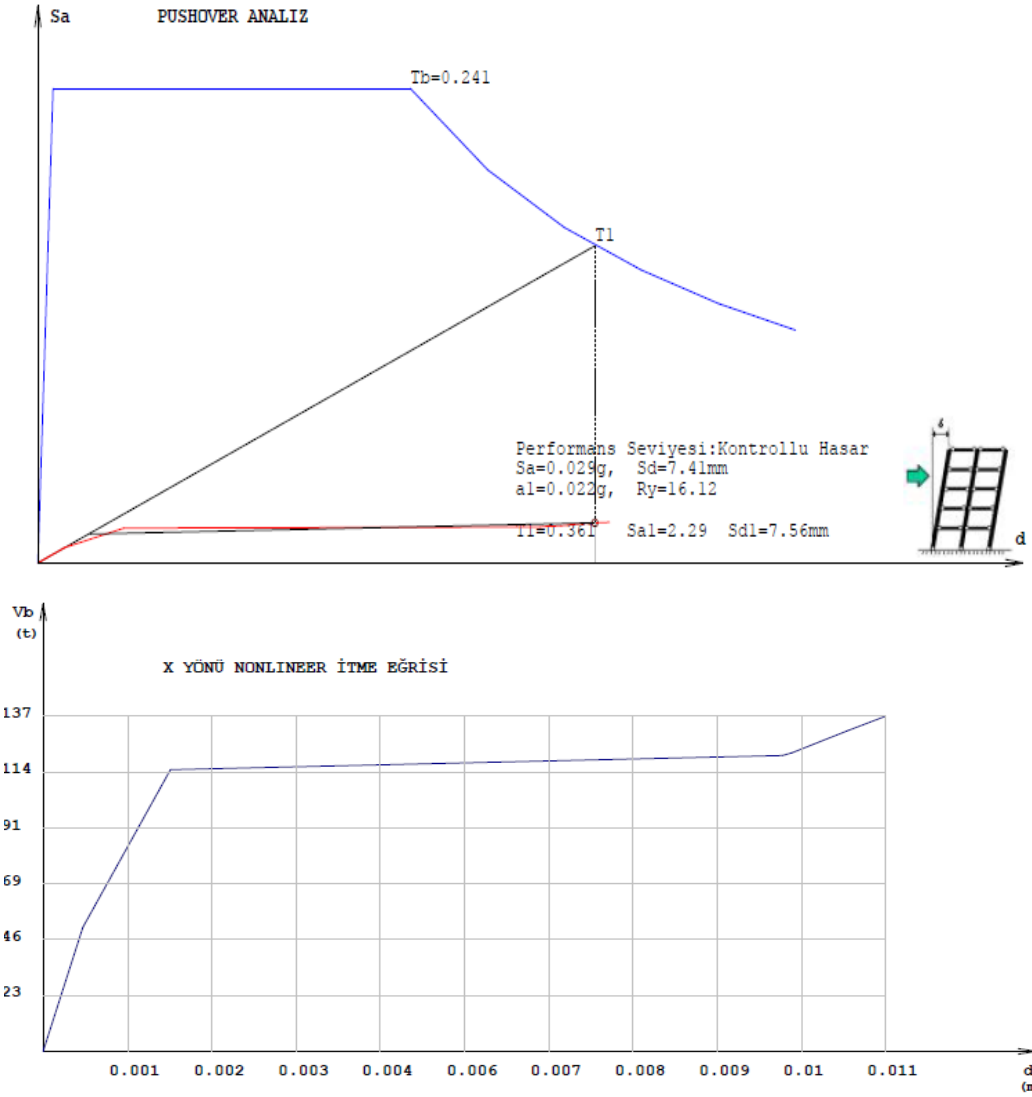 Sa
PUSHOVER ANALIZ
Tb=0.241
T1
Performans Seviyesi:Kontrollu Hasar
Sa=0.029g, Sd=7.41mm
a1=0.022g, Ry=16.12
T1=0.361 Sa1=2.29 Sd1=7.56mm
d
Vb
(t)
X YÖNÜ NONLINEER İTME EĞRİSİ
137
114
91
69
46
23
0.001 0.002 0.003 0.004 0.006 0.007 0.008 0.009 0.01 0.011
d